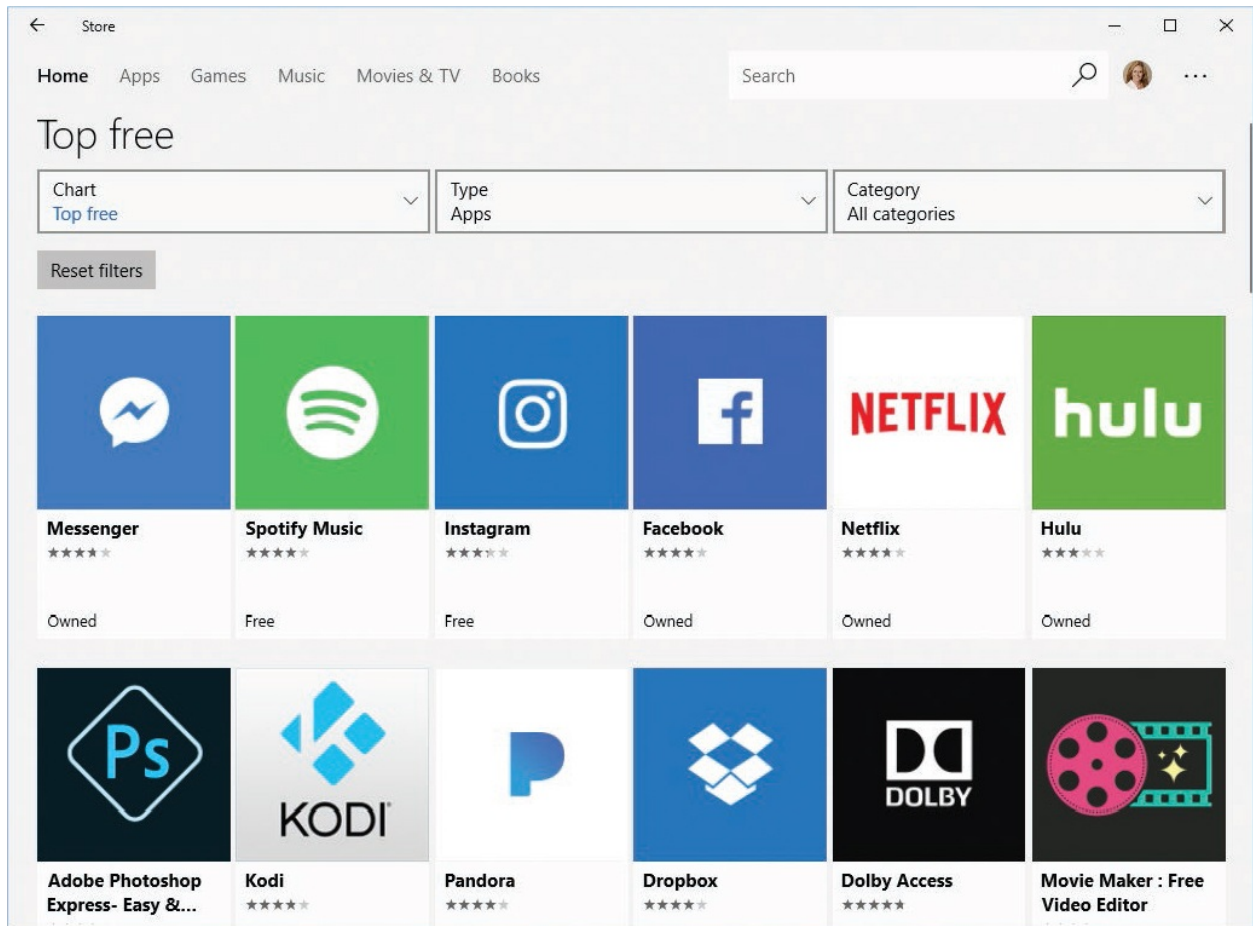 Store
Home Apps Games Music Movies & TV Books Search
Top free
Chart
Top free
Type
Apps
Category
All categories
Reset filters
NETFLIX
hulu
Messenger
Spotify Music
Instagram
Facebook
Netflix
Hulu
Owned
Free
Free
Owned
Owned
Owned
Ps
KODI
DOLBY
Adobe Photoshop
Express- Easy &...
Kodi
Pandora
Dropbox
Dolby Access
Movie Maker : Free
Video Editor